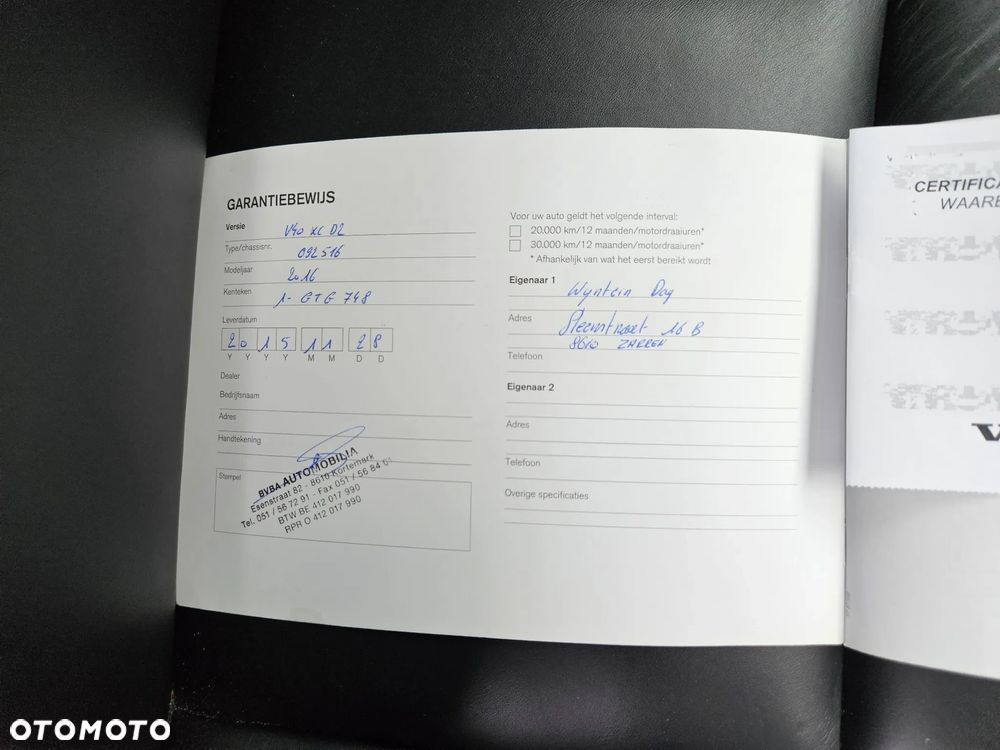 GARANTIEBEWIJS
Versie V40 XC D2
Type/chassisnr. 092516
Modeljaar 2016
Kenteken 1-GTG 748
Leverdatum
2015 11 28
Y Y Y Y M M D D
Dealer
Bedrijfsnaam
Adres
Handtekening
Stempel
BVBA AUTOMOBILIA
Esenstraat 82 - 8610 Kortemark
Tel. 051 / 56 72 91 - Fax 051 / 56 84 61
BTW BE 412 017 990
RPR O 412 017 990
Voor uw auto geldt het volgende interval:
20.000 km/12 maanden/motordraaiuren*
30.000 km/12 maanden/motordraaiuren*
* Afhankelijk van wat het eerst bereikt wordt
Eigenaar 1
Adres 16 B
8610 ZARREN
Telefoon
Eigenaar 2
Adres
Telefoon
Overige specificaties
CERTIFICA
WAARE
V
OTOMOTO